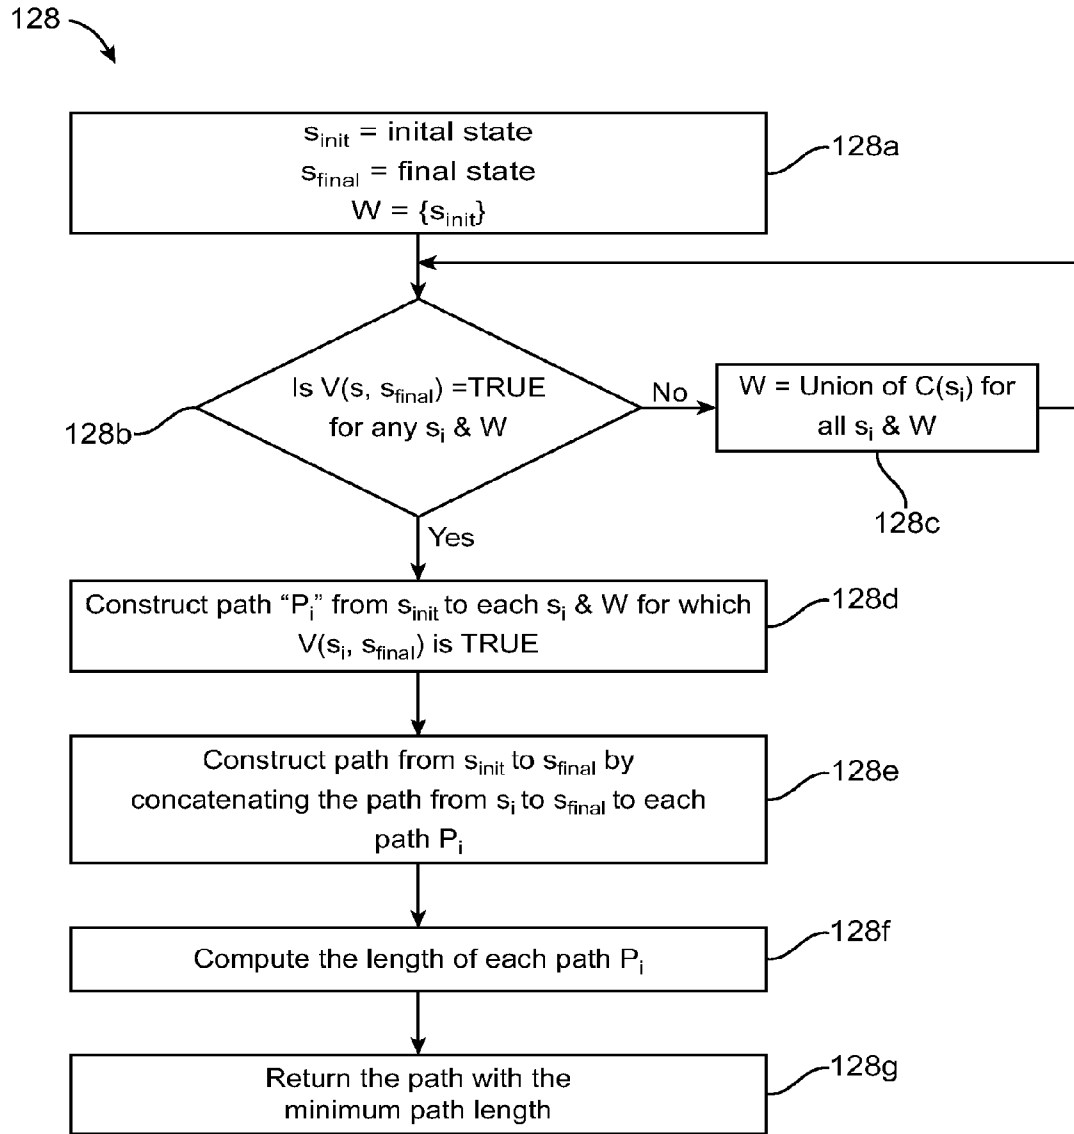 128
s_init = inital state
s_final = final state
W = {s_init}
128a
Is V(s, s_final) =TRUE
for any s_i & W
128b
No
W = Union of C(s_i) for
all s_i & W
128c
Yes
Construct path “P_i” from s_init to each s_i & W for which
V(s_i, s_final) is TRUE
128d
Construct path from s_init to s_final by
concatenating the path from s_i to s_final to each
path P_i
128e
Compute the length of each path P_i
128f
Return the path with the
minimum path length
128g